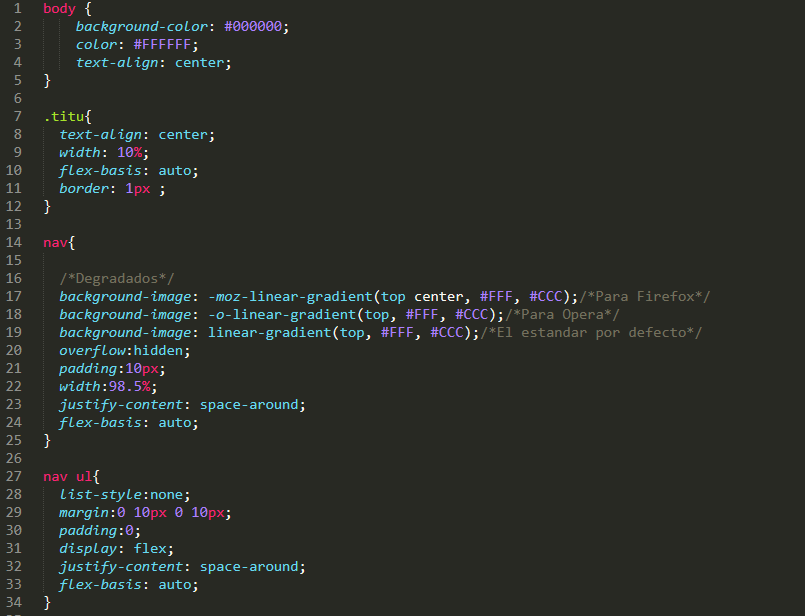 1 body {
2 background-color: #000000;
3 color: #FFFFFF;
4 text-align: center;
5 }
6
7 .titu{
8 text-align: center;
9 width: 10%;
10 flex-basis: auto;
11 border: 1px ;
12 }
13
14 nav{
15
16 /*Degradados*/
17 background-image: -moz-linear-gradient(top center, #FFF, #CCC);/*Para Firefox*/
18 background-image: -o-linear-gradient(top, #FFF, #CCC);/*Para Opera*/
19 background-image: linear-gradient(top, #FFF, #CCC);/*El estandar por defecto*/
20 overflow:hidden;
21 padding:10px;
22 width:98.5%;
23 justify-content: space-around;
24 flex-basis: auto;
25 }
26
27 nav ul{
28 list-style:none;
29 margin:0 10px 0 10px;
30 padding:0;
31 display: flex;
32 justify-content: space-around;
33 flex-basis: auto;
34 }